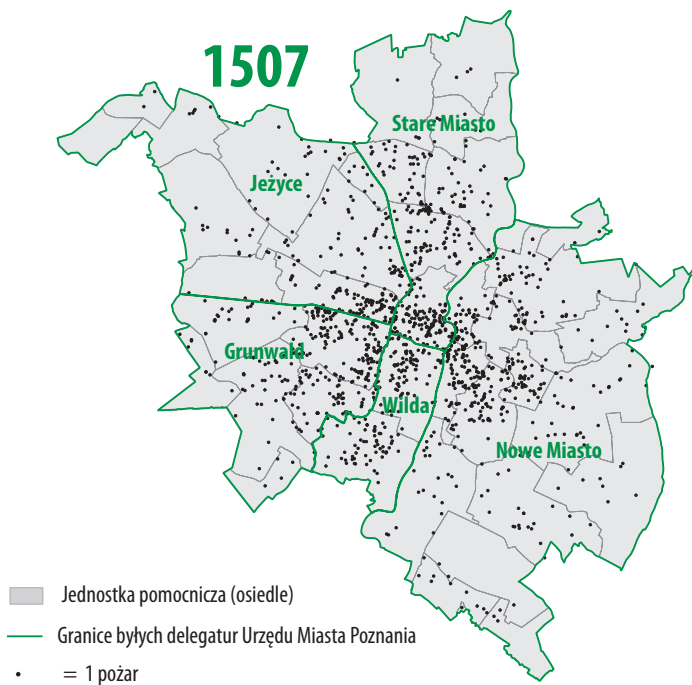 1507
Stare Miasto
Jeżyce
Grunwald
Wilda
Nowe Miasto
Jednostka pomocnicza (osiedle)
Granice byłych delegatur Urzędu Miasta Poznania
= 1 pożar